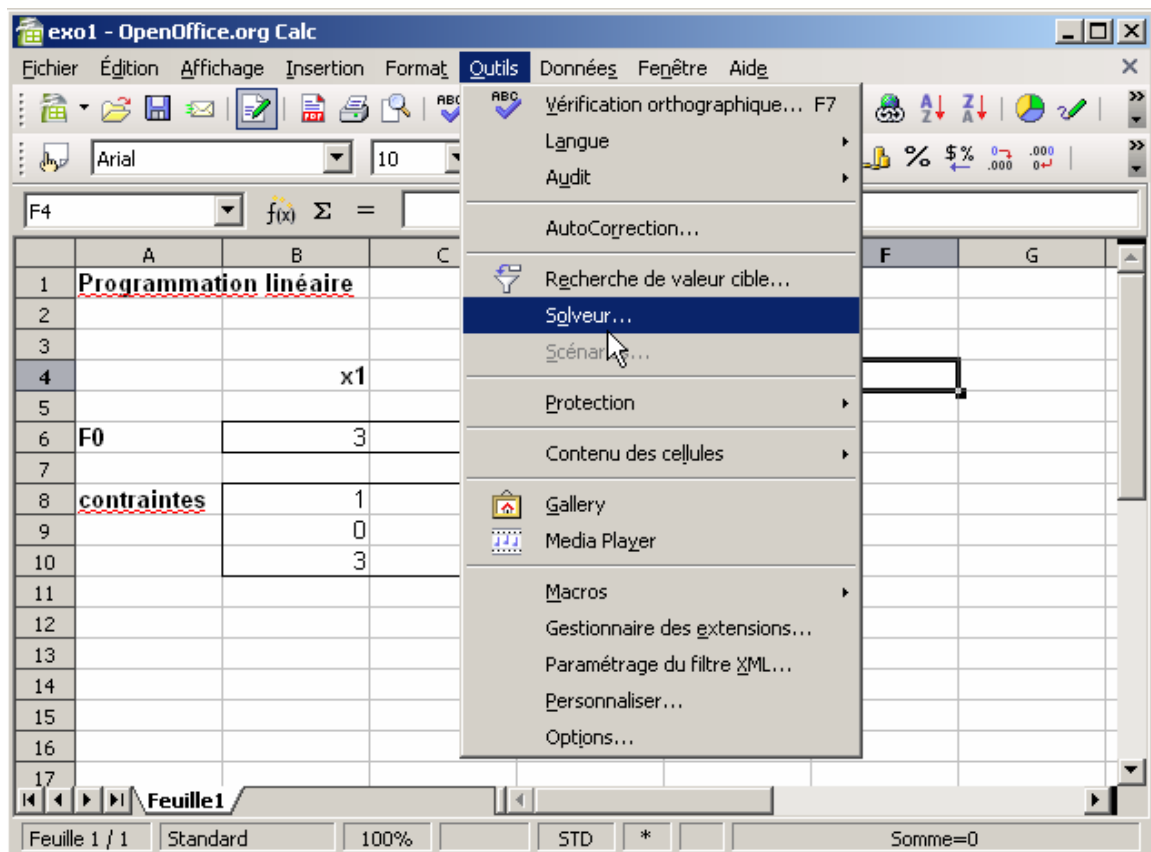 exo1 - OpenOffice.org Calc
Fichier Édition Affichage Insertion Format Outils Données Fenêtre Aide
ABC ABC Vérification orthographique... F7
Langue
Audit
AutoCorrection...
Recherche de valeur cible...
Solveur...
Protection
Contenu des cellules
Gallery
Media Player
Macros
Gestionnaire des extensions...
Paramétrage du filtre XML...
Personnaliser...
Options...
Arial 10
F4 f(x) Σ =
A B C F G
1 Programmation linéaire
2
3
4 x1
5
6 F0 3
7
8 contraintes 1
9 0
10 3
11
12
13
14
15
16
17
Feuille1
Feuille 1 / 1 Standard 100% STD * Somme=0